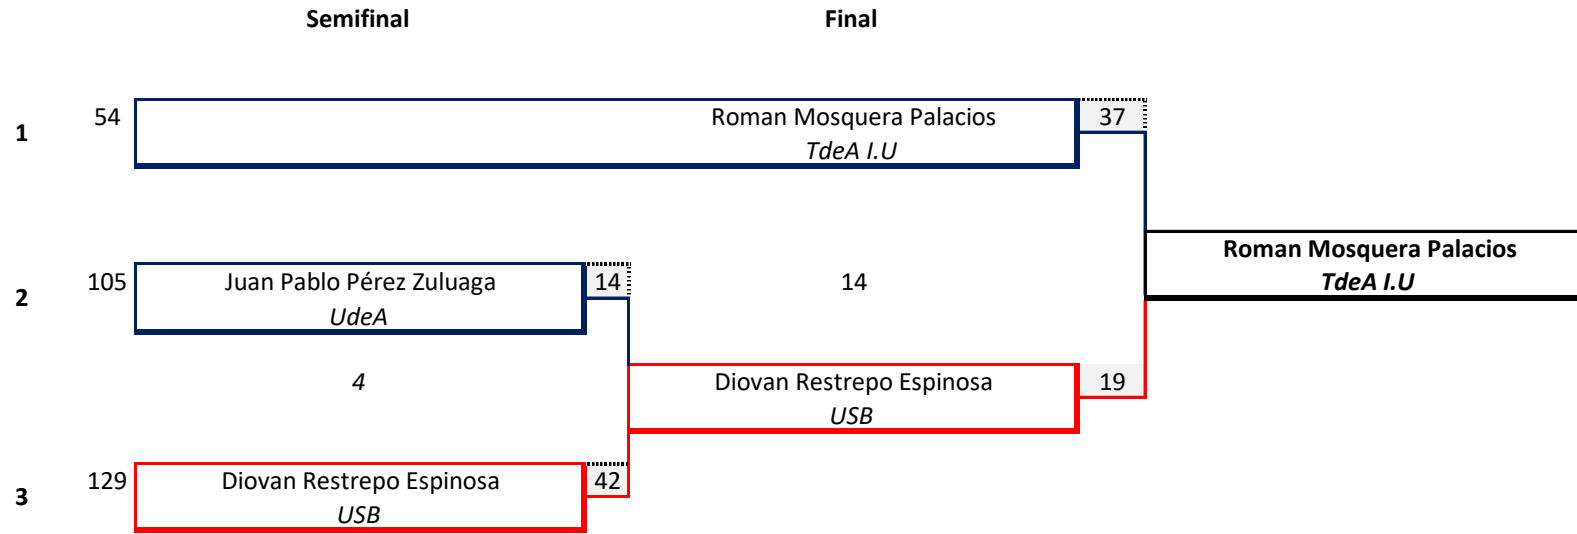 Semifinal Final
54 Roman Mosquera Palacios 37
1
TdeA I.U
Roman Mosquera Palacios
105 Juan Pablo Pérez Zuluaga 14 14 TdeA I.U
2
UdeA
4 Diovan Restrepo Espinosa 19
USB
129 Diovan Restrepo Espinosa 42
3
USB